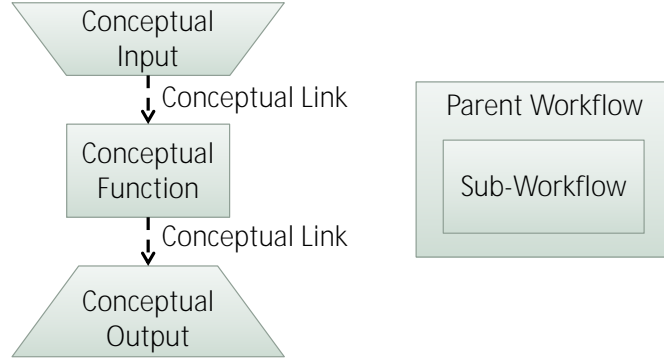 Conceptual
Input
Conceptual Link
Conceptual
Function
Conceptual Link
Conceptual
Output
Parent Workflow
Sub-Workflow